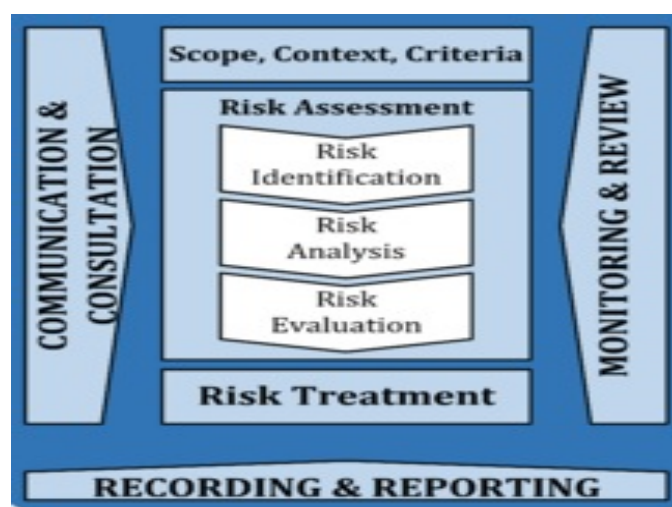 Scope, Context, Criteria
Risk Assessment
Risk
Identification
Risk
Analysis
Risk
Evaluation
Risk Treatment
COMMUNICATION &
CONSULTATION
MONITORING & REVIEW
RECORDING & REPORTING